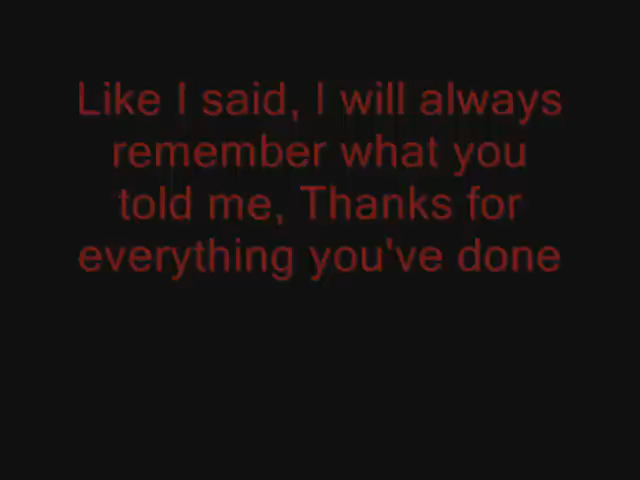 Like I said, I will always
remember what you
told me, Thanks for
everything you've done